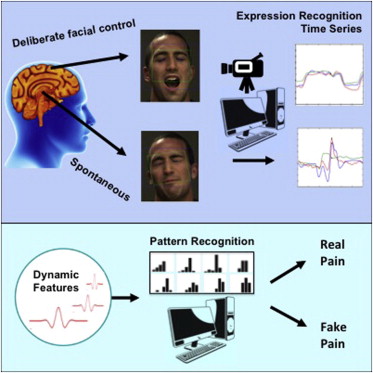 Deliberate facial control
Expression Recognition
Time Series
Spontaneous
Pattern Recognition
Dynamic
Features
Real
Pain
Fake
Pain